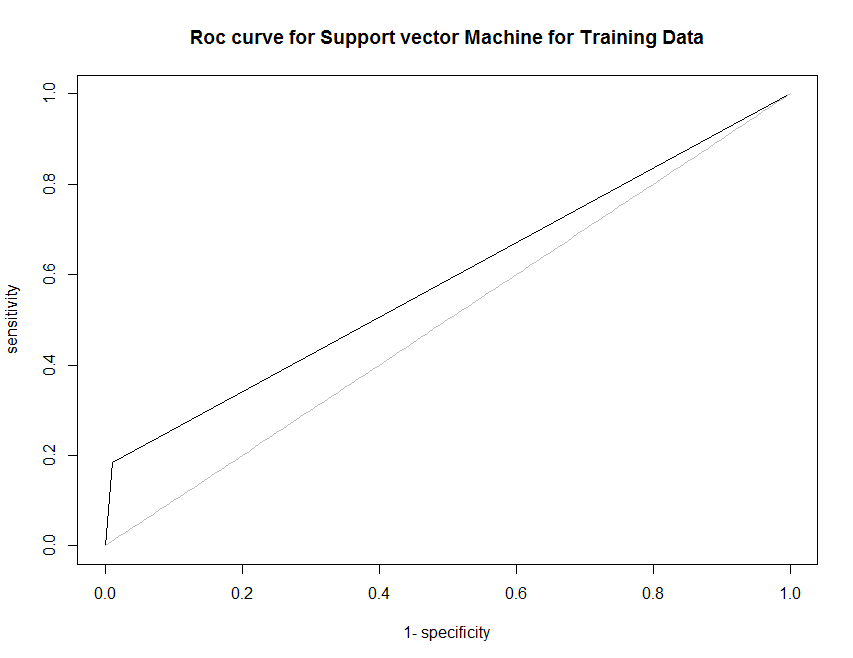 Roc curve for Support vector Machine for Training Data
1.0
0.8
0.6
0.4
0.2
0.0
sensitivity
0.0 0.2 0.4 0.6 0.8 1.0
1- specificity